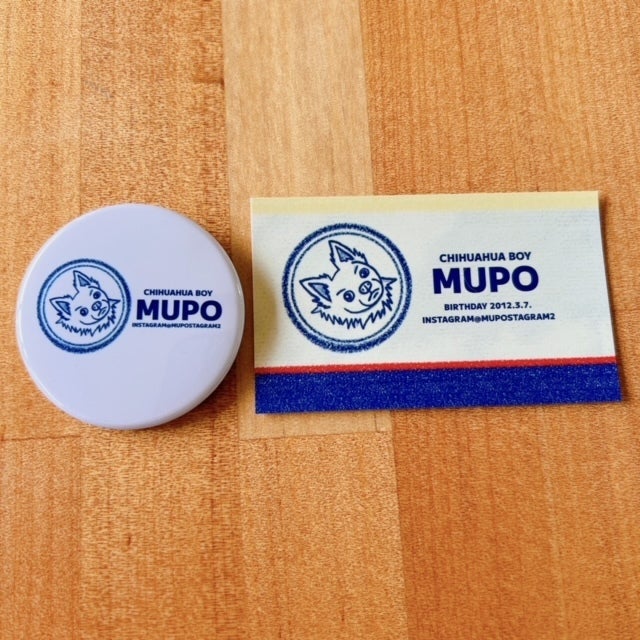 CHIHUAHUA BOY
MUPO
INSTAGRAM@MUPOSTAGRAM2
CHIHUAHUA BOY
MUPO
BIRTHDAY 2012.3.7.
INSTAGRAM@MUPOSTAGRAM2